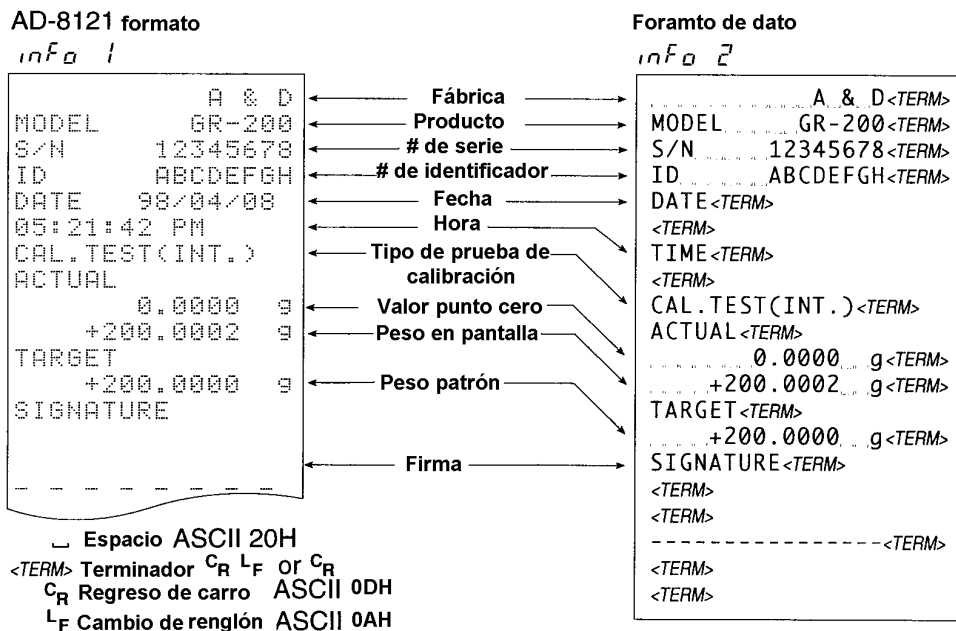 AD-8121 formato
info 1
A & D
MODEL GR-200
S/N 12345678
ID ABCDEFGH
DATE 98/04/08
05:21:42 PM
CAL.TEST(INT.)
ACTUAL
0.0000 g
+200.0002 g
TARGET
+200.0000 g
SIGNATURE
- - - - - - - -
Fábrica
Producto
# de serie
# de identificador
Fecha
Hora
Tipo de prueba de
calibración
Valor punto cero
Peso en pantalla
Peso patrón
Firma
Foramto de dato
info 2
A & D<TERM>
MODEL GR-200<TERM>
S/N 12345678<TERM>
ID ABCDEFGH<TERM>
DATE<TERM>
<TERM>
TIME<TERM>
<TERM>
CAL.TEST(INT.)<TERM>
ACTUAL<TERM>
0.0000 g<TERM>
+200.0002 g<TERM>
TARGET<TERM>
+200.0000 g<TERM>
SIGNATURE<TERM>
<TERM>
<TERM>
----------------<TERM>
<TERM>
<TERM>
␣ Espacio ASCII 20H
<TERM> Terminador CR LF or CR
CR Regreso de carro ASCII 0DH
LF Cambio de renglón ASCII 0AH